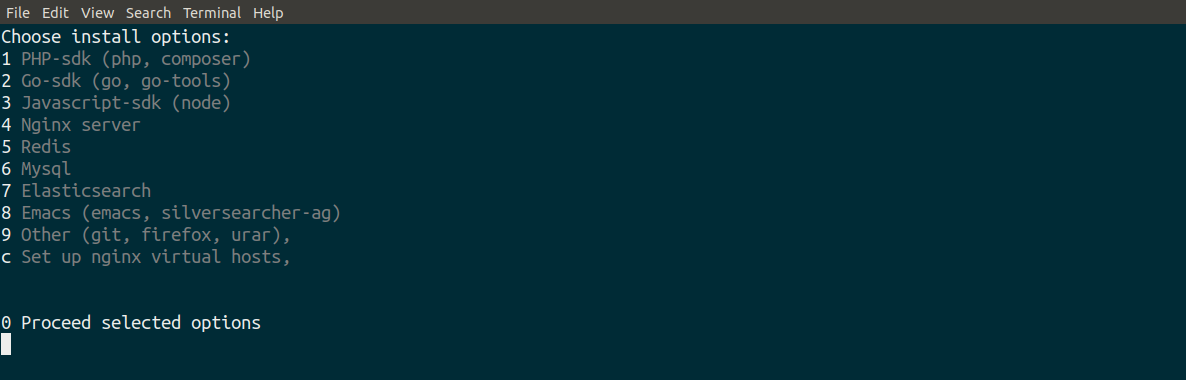 File Edit View Search Terminal Help
Choose install options:
1 PHP-sdk (php, composer)
2 Go-sdk (go, go-tools)
3 Javascript-sdk (node)
4 Nginx server
5 Redis
6 Mysql
7 Elasticsearch
8 Emacs (emacs, silversearcher-ag)
9 Other (git, firefox, urar),
c Set up nginx virtual hosts,
0 Proceed selected options